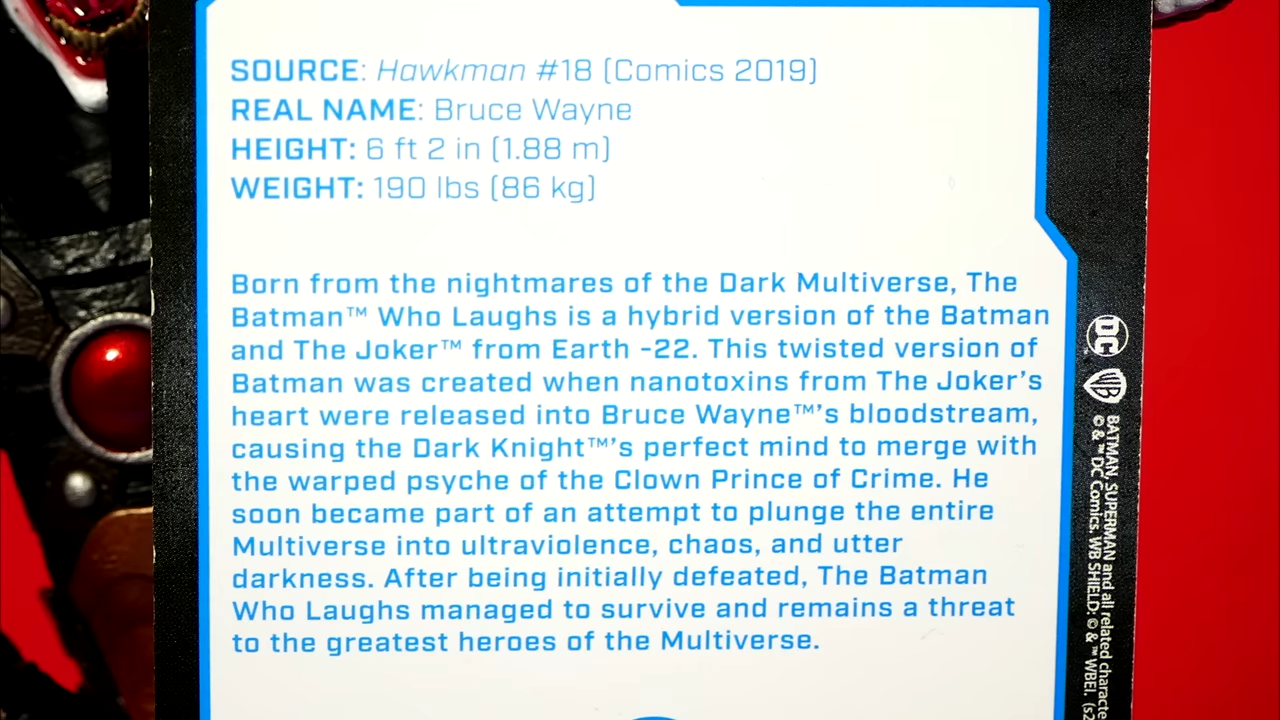 SOURCE: Hawkman #18 (Comics 2019)
REAL NAME: Bruce Wayne
HEIGHT: 6 ft 2 in (1.88 m)
WEIGHT: 190 lbs (86 kg)
Born from the nightmares of the Dark Multiverse, The
Batman™ Who Laughs is a hybrid version of the Batman
and The Joker™ from Earth -22. This twisted version of
Batman was created when nanotoxins from The Joker's
heart were released into Bruce Wayne™'s bloodstream,
causing the Dark Knight™'s perfect mind to merge with
the warped psyche of the Clown Prince of Crime. He
soon became part of an attempt to plunge the entire
Multiverse into ultraviolence, chaos, and utter
darkness. After being initially defeated, The Batman
Who Laughs managed to survive and remains a threat
to the greatest heroes of the Multiverse.
DC
WB
BATMAN, SUPERMAN and all related
© & ™ DC Comics. WB SHIELD: © & ™ WBEI.